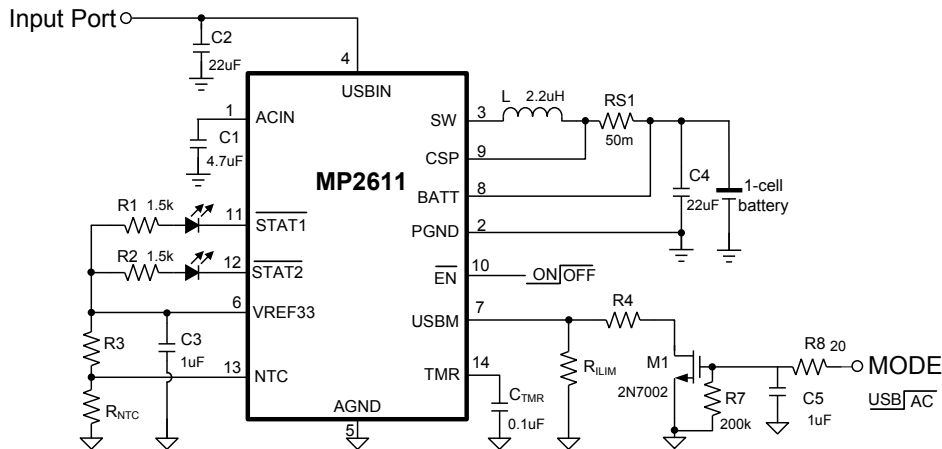 Input Port
C2
22uF
4
USBIN
1
ACIN
C1
4.7uF
MP2611
SW
3
L
2.2uH
RS1
50m
CSP
9
BATT
8
C4
22uF
1-cell
battery
PGND
2
R1 1.5k
11
STAT1
R2 1.5k
12
STAT2
EN
10
ON OFF
6
VREF33
USBM
7
R4
R3
C3
1uF
13
NTC
RNTC
TMR
14
CTMR
0.1uF
RILIM
M1
2N7002
R7
200k
R8 20
MODE
USB AC
C5
1uF
AGND
5